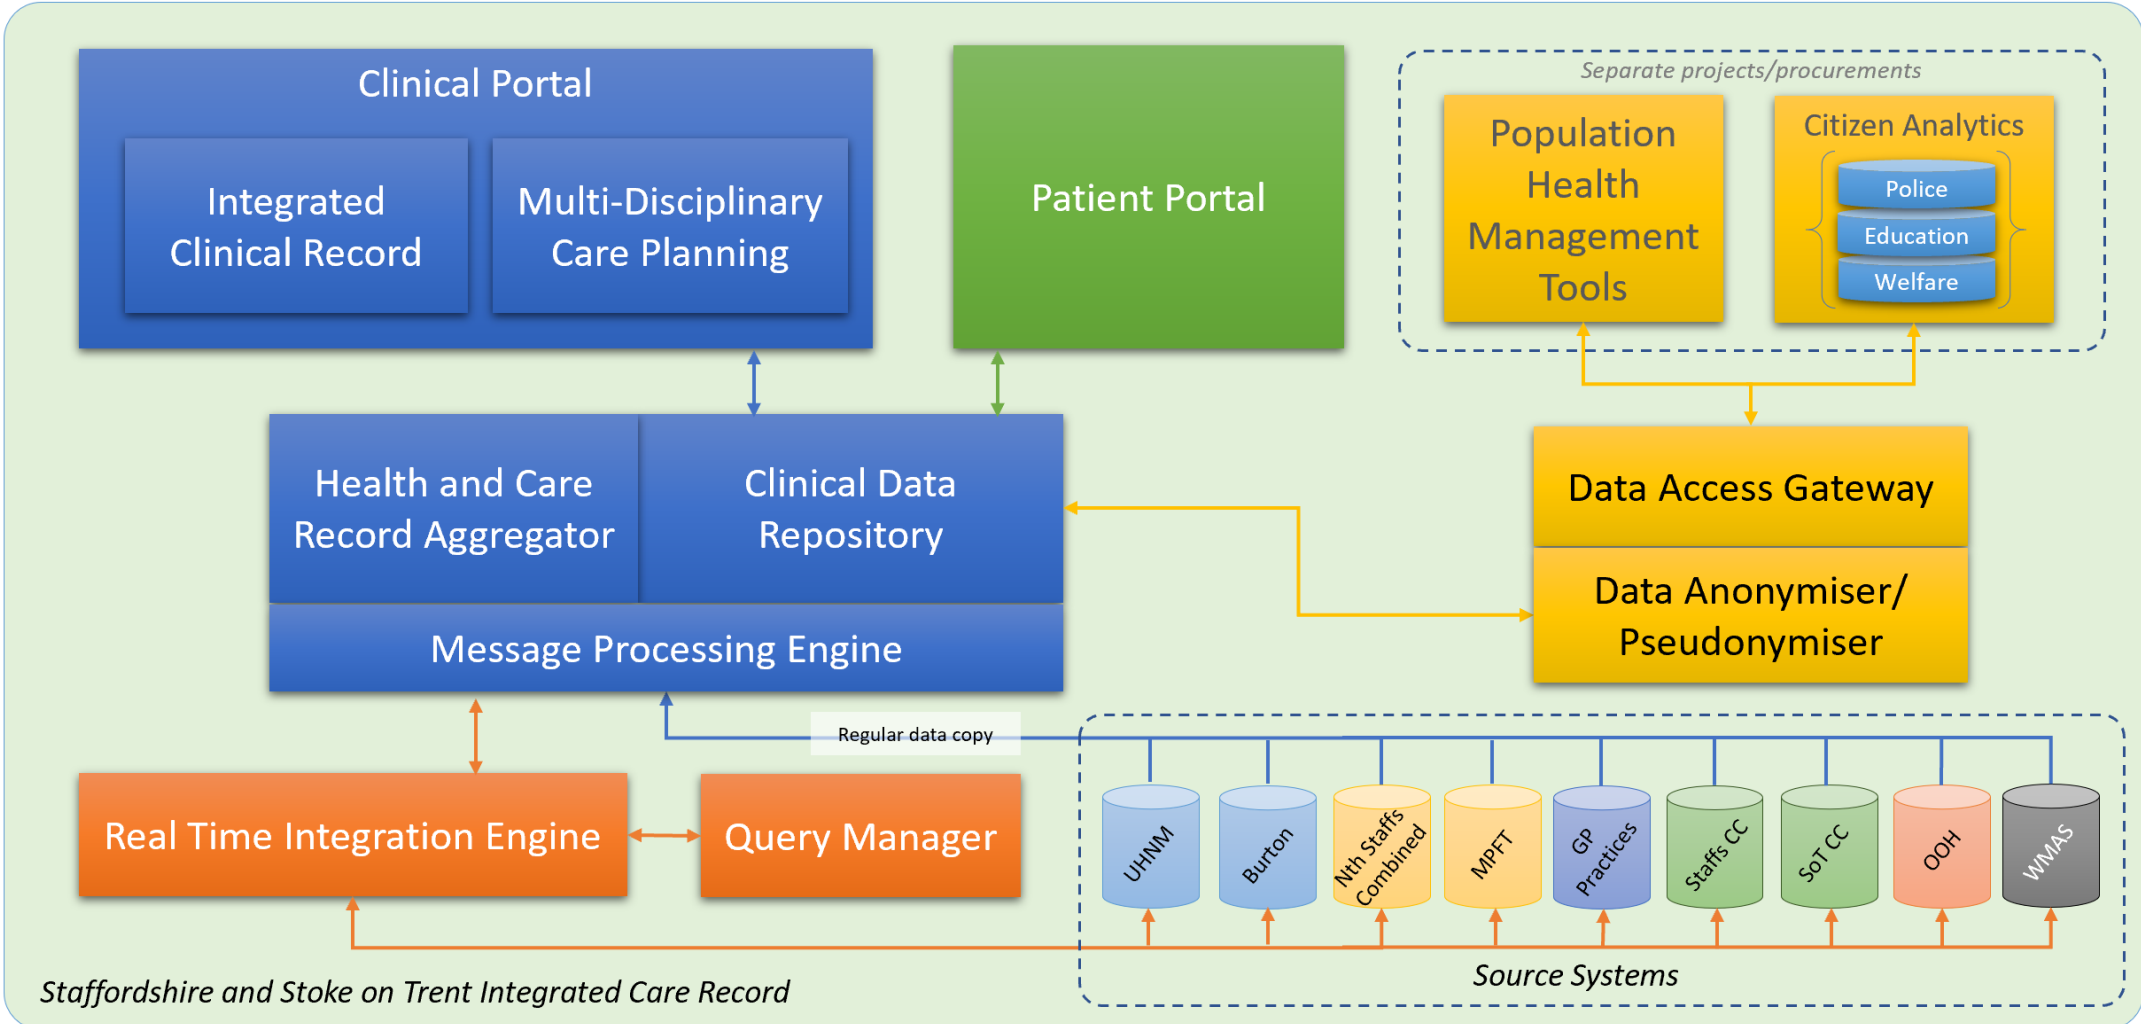 Clinical Portal
Integrated
Clinical Record
Multi-Disciplinary
Care Planning
Patient Portal
Separate projects/procurements
Population
Health
Management
Tools
Citizen Analytics
Police
Education
Welfare
Health and Care
Record Aggregator
Clinical Data
Repository
Message Processing Engine
Data Access Gateway
Data Anonymiser/
Pseudonymiser
Regular data copy
Real Time Integration Engine
Query Manager
UHNM
Burton
Nth Staffs
Combined
MPFT
GP
Practices
Staffs CC
SoT CC
OOH
WMAS
Source Systems
Staffordshire and Stoke on Trent Integrated Care Record